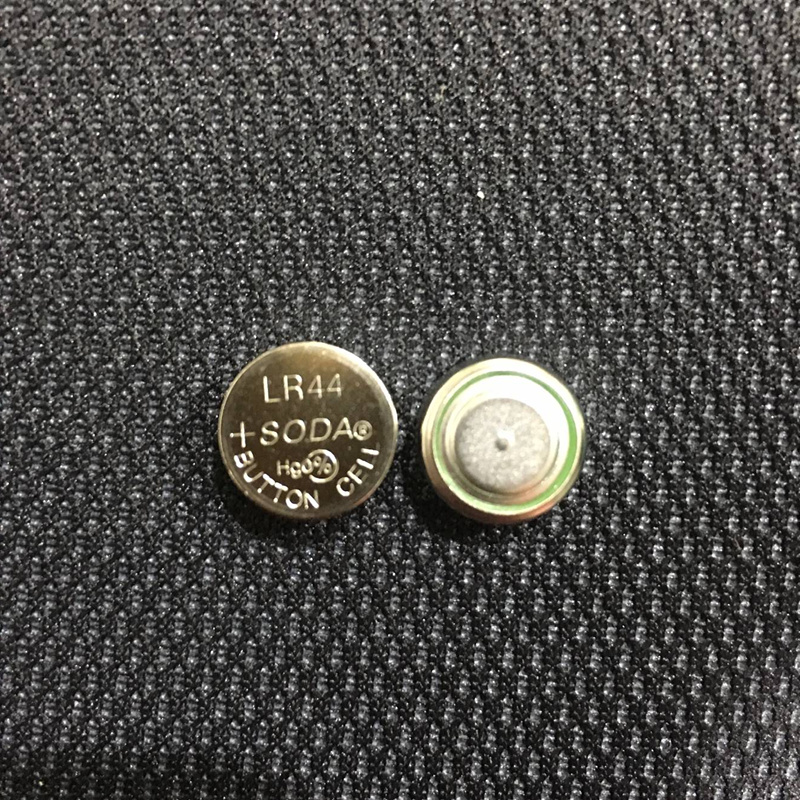 LR44
+SODA®
Hg0%
BUTTON CELL